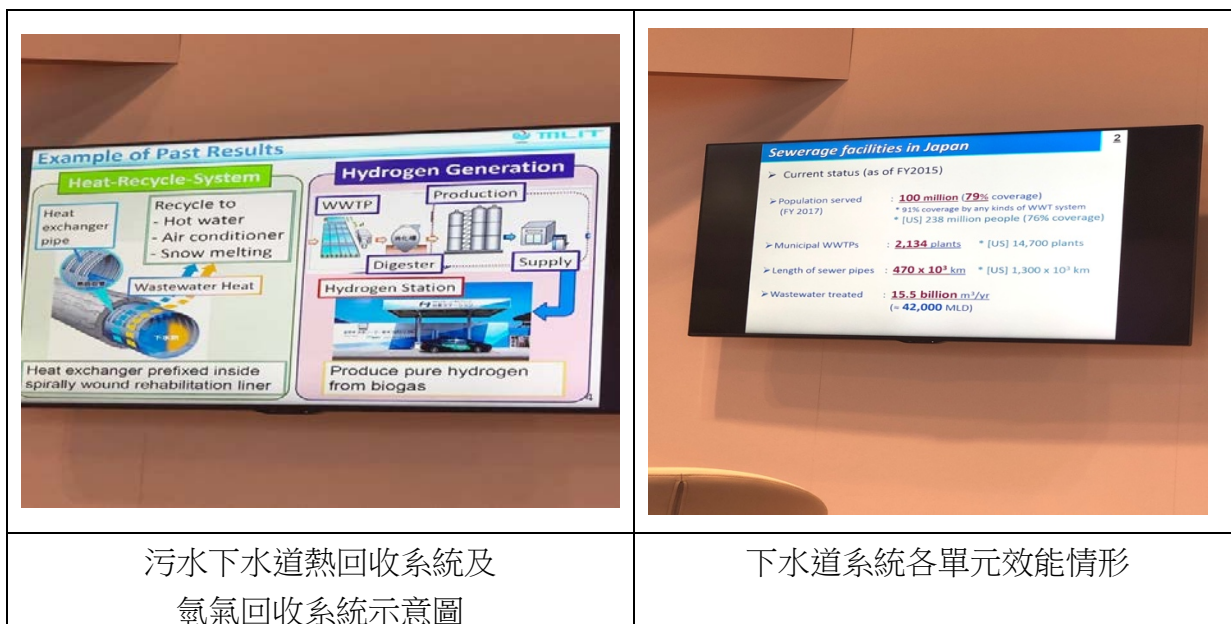 MLIT
Example of Past Results
Heat-Recycle-System
Heat
exchanger
pipe
Recycle to
- Hot water
- Air conditioner
- Snow melting
Wastewater Heat
下水熱
Heat exchanger prefixed inside
spirally wound rehabilitation liner
Hydrogen Generation
WWTP
Production
消化槽
Digester
Supply
Hydrogen Station
Produce pure hydrogen
from biogas
4
2
Sewerage facilities in Japan
➢ Current status (as of FY2015)
➢Population served : 100 million (79% coverage)
(FY 2017) * 91% coverage by any kinds of WWT system
* [US] 238 million people (76% coverage)
➢Municipal WWTPs : 2,134 plants * [US] 14,700 plants
➢Length of sewer pipes : 470 x 10³ km * [US] 1,300 x 10³ km
➢Wastewater treated : 15.5 billion m³/yr
(= 42,000 MLD)
污水下水道熱回收系統及
氫氣回收系統示意圖
下水道系統各單元效能情形